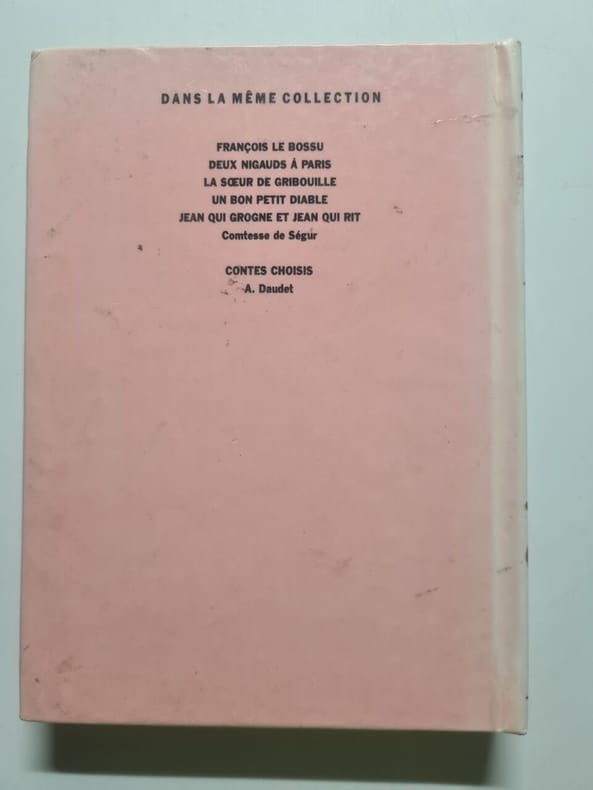 DANS LA MÊME COLLECTION
FRANÇOIS LE BOSSU
DEUX NIGAUDS À PARIS
LA SŒUR DE GRIBOUILLE
UN BON PETIT DIABLE
JEAN QUI GROGNE ET JEAN QUI RIT
Comtesse de Ségur
CONTES CHOISIS
A. Daudet